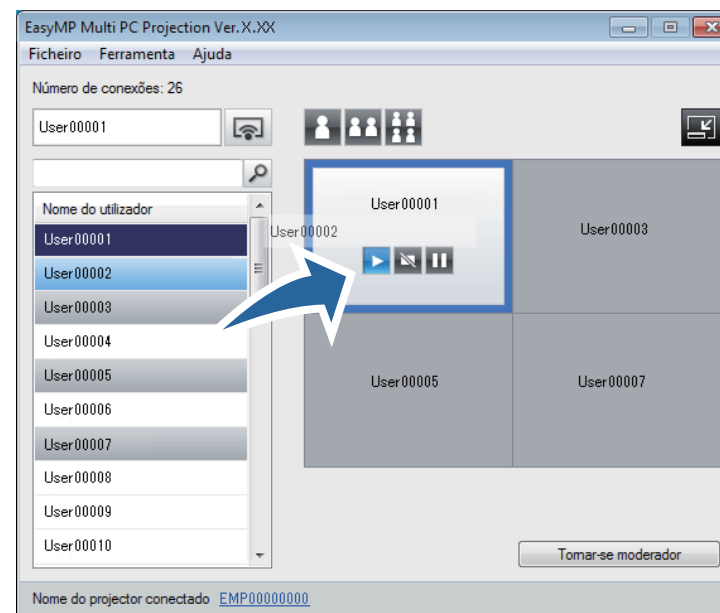 EasyMP Multi PC Projection Ver.X.XX
Ficheiro Ferramenta Ajuda
Número de conexões: 26
User00001
Nome do utilizador
User00001
User00002
User00003
User00004
User00005
User00006
User00007
User00008
User00009
User00010
User00002
User00001
User00003
User00005
User00007
Tornar-se moderador
Nome do projector conectado EMP00000000